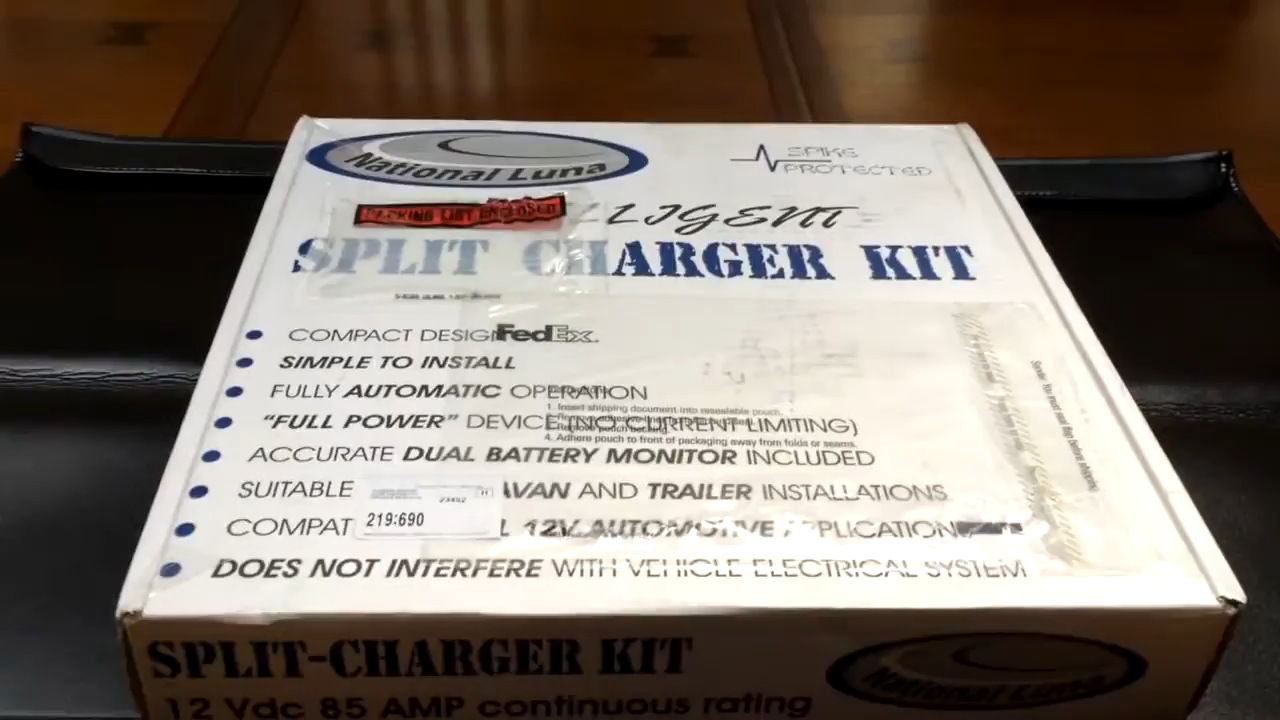 National Luna
SPIKE
PROTECTED
PACKING LIST ENCLOSED
LLIGENT
SPLIT CHARGER KIT
COMPACT DESIGN FedEx.
SIMPLE TO INSTALL
FULLY AUTOMATIC OPERATION
1. Insert shipping document into resealable pouch.
"FULL POWER" DEVICE (NO CURRENT LIMITING)
4. Adhere pouch to front of packaging away from folds or seams.
ACCURATE DUAL BATTERY MONITOR INCLUDED
SUITABLE AVAN AND TRAILER INSTALLATIONS
23452
219:690
COMPAT L 12V AUTOMOTIVE APPLICATION
DOES NOT INTERFERE WITH VEHICLE ELECTRICAL SYSTEM
SPLIT-CHARGER KIT
National Luna
12 Vdc 85 AMP continuous rating